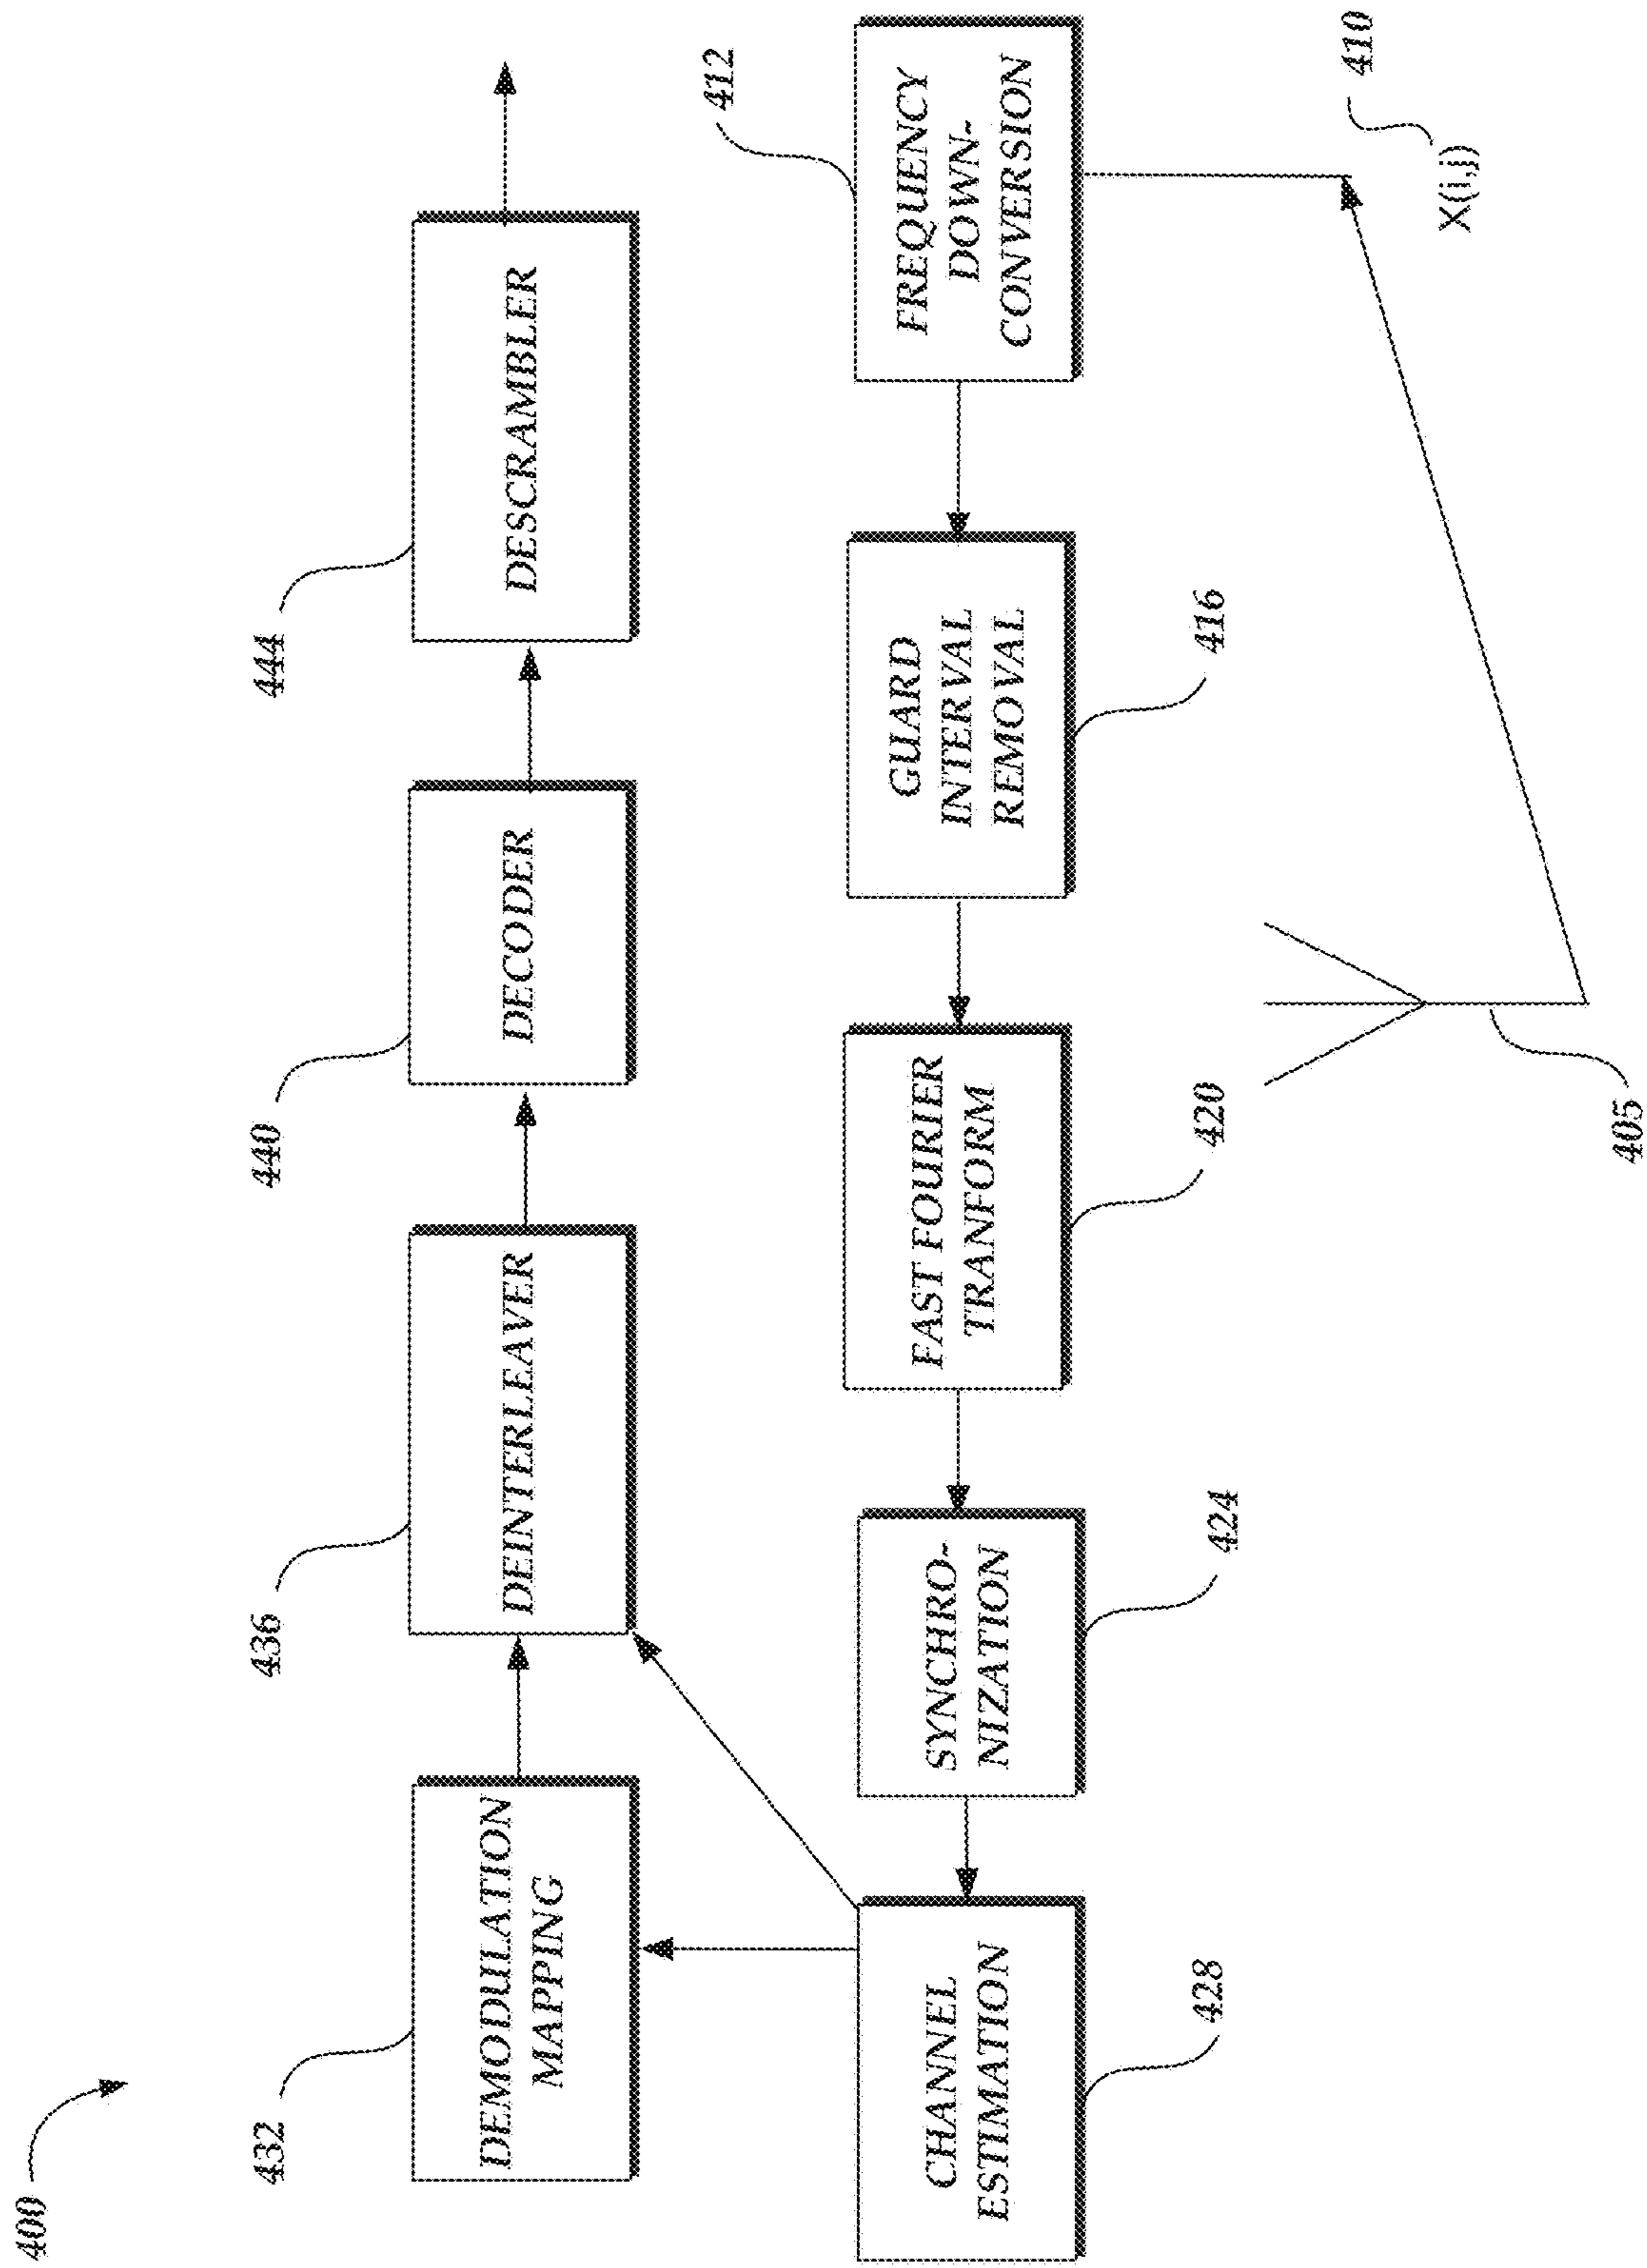 400
432
DEMODULATION
MAPPING
436
DEINTERLEAVER
440
DECODER
444
DESCRAMBLER
CHANNEL
ESTIMATION
428
SYNCHRO-
NIZATION
424
FAST FOURIER
TRANFORM
420
GUARD
INTERVAL
REMOVAL
416
412
FREQUENCY
DOWN-
CONVERSION
405
410
X(i,j)